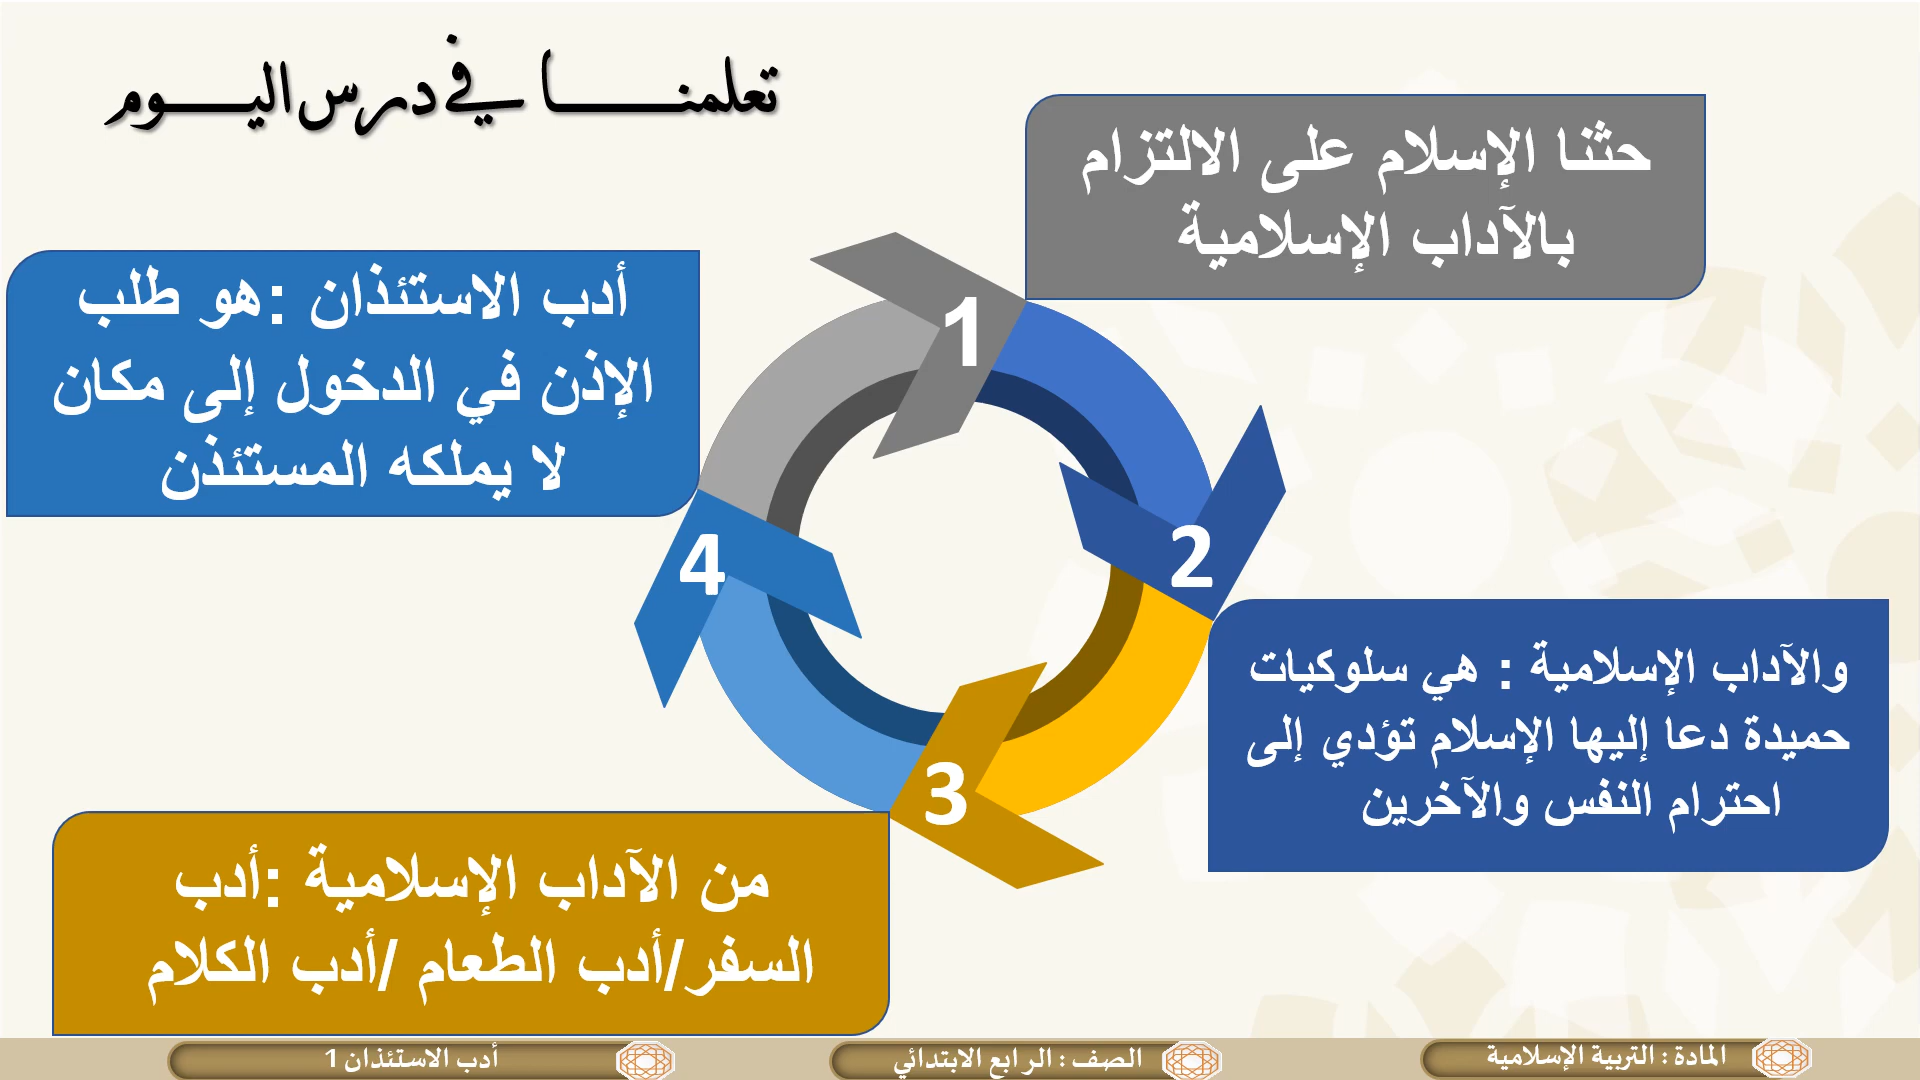 تعلمنا في درس اليوم
حثنا الإسلام على الالتزام
بالآداب الإسلامية
1
والآداب الإسلامية : هي سلوكيات
حميدة دعا إليها الإسلام تؤدي إلى
احترام النفس والآخرين
2
من الآداب الإسلامية :أدب
السفر/أدب الطعام /أدب الكلام
3
أدب الاستئذان :هو طلب
الإذن في الدخول إلى مكان
لا يملكه المستئذن
4
المادة : التربية الإسلامية
الصف : الرابع الابتدائي
أدب الاستئذان 1